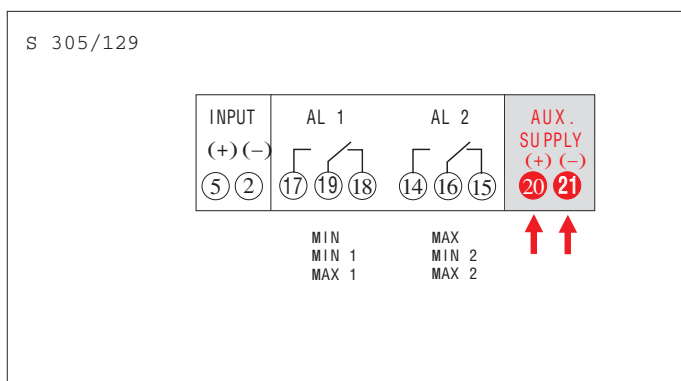 S 305/129
INPUT AL 1 AL 2 AUX.
SUPPLY
(+) (–) (+) (–)
5 2 17 19 18 14 16 15 20 21
MIN MAX
MIN 1 MIN 2
MAX 1 MAX 2